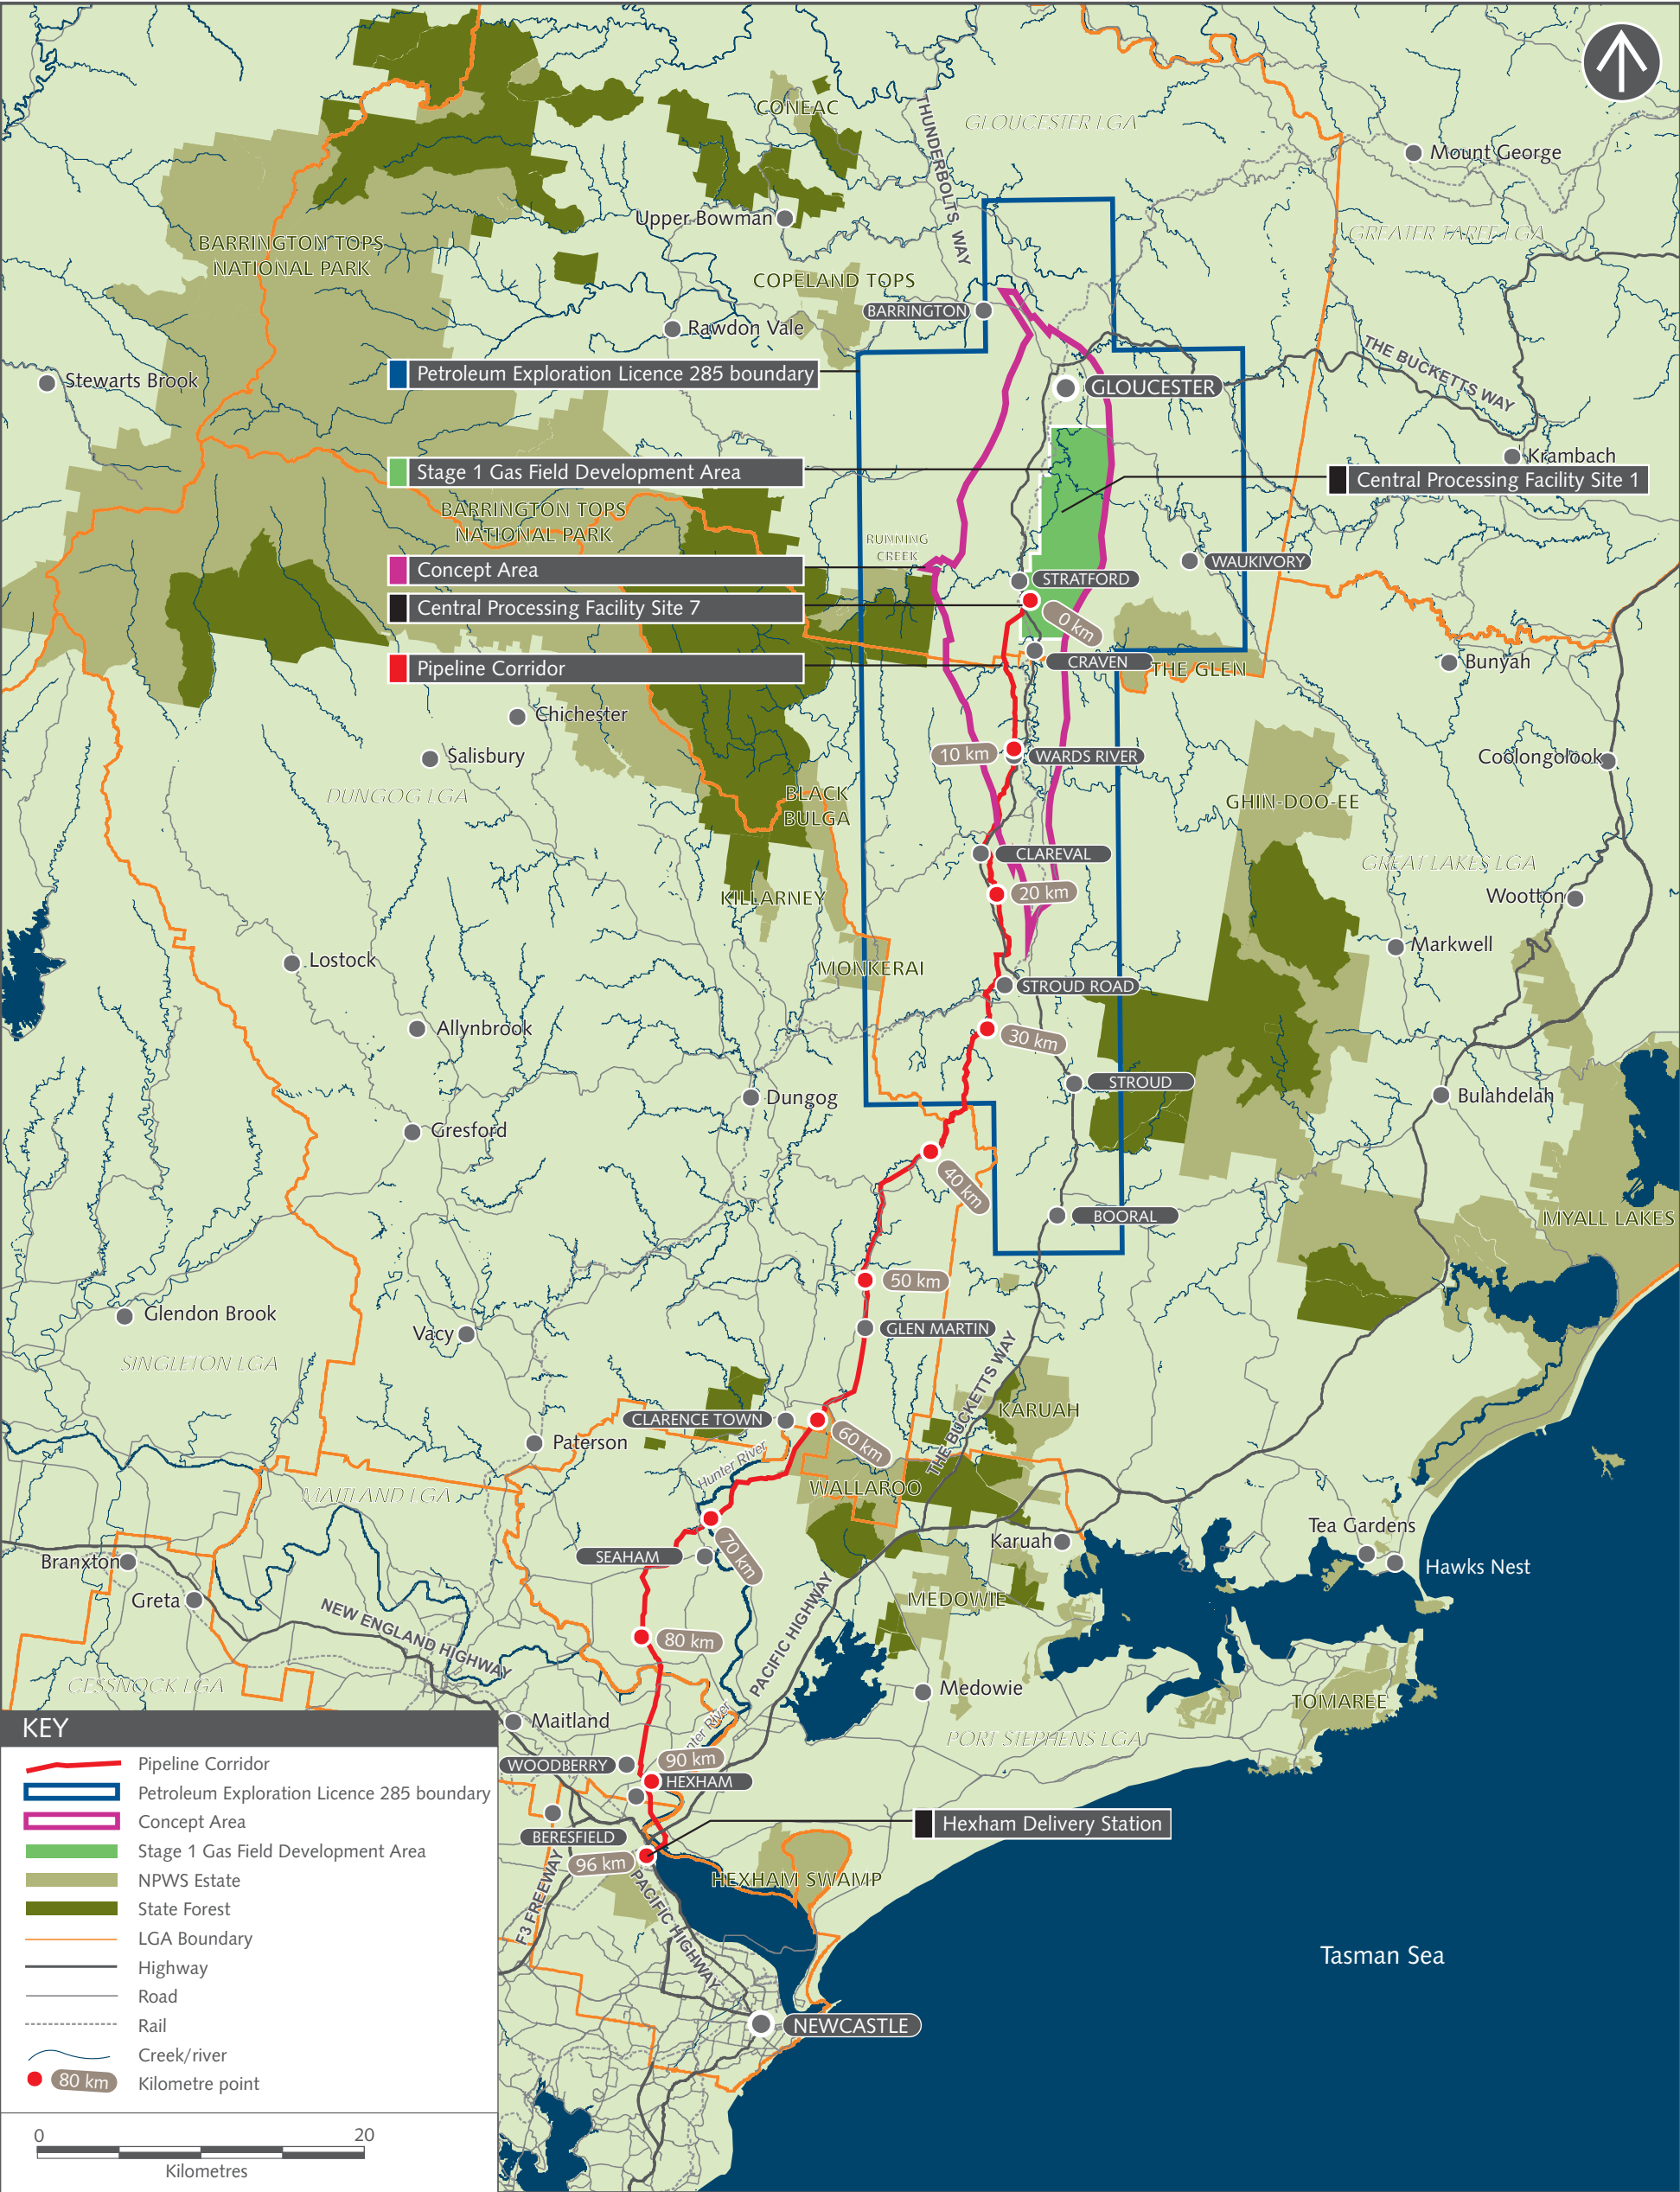 CONEAC
THUNDERBOLTS WAY
GLOUCESTER LGA
Mount George
Upper Bowman
GREATER TAREE LGA
BARRINGTON TOPS
NATIONAL PARK
COPELAND TOPS
BARRINGTON
Rawdon Vale
THE BUCKETTS WAY
Stewarts Brook
Petroleum Exploration Licence 285 boundary
GLOUCESTER
Krambach
Stage 1 Gas Field Development Area
Central Processing Facility Site 1
BARRINGTON TOPS
NATIONAL PARK
RUNNING
CREEK
WAUKIVORY
Concept Area
STRATFORD
Central Processing Facility Site 7
0 km
Pipeline Corridor
CRAVEN
THE GLEN
Bunyah
Chichester
Salisbury
10 km
WARDS RIVER
Coolongolook
DUNGOG LGA
BLACK
BULGA
GHIN-DOO-EE
CLAREVAL
GREAT LAKES LGA
KILLARNEY
20 km
Wootton
Markwell
Lostock
MONKERAI
STROUD ROAD
Allynbrook
30 km
STROUD
Dungog
Bulahdelah
Gresford
40 km
BOORAL
MYALL LAKES
50 km
Glendon Brook
GLEN MARTIN
Vacy
SINGLETON LGA
THE BUCKETTS WAY
KARUAH
CLARENCE TOWN
60 km
Paterson
Hunter River
WALLAROO
MAITLAND LGA
Tea Gardens
Karuah
70 km
SEAHAM
Hawks Nest
Branxton
Greta
MEDOWIE
NEW ENGLAND HIGHWAY
PACIFIC HIGHWAY
80 km
CESSNOCK LGA
Medowie
TOMAREE
Maitland
nter River
PORT STEPHENS LGA
90 km
WOODBERRY
HEXHAM
Hexham Delivery Station
BERESFIELD
96 km
HEXHAM SWAMP
F3 FREEWAY
PACIFIC HIGHWAY
Tasman Sea
NEWCASTLE
KEY
Pipeline Corridor
Petroleum Exploration Licence 285 boundary
Concept Area
Stage 1 Gas Field Development Area
NPWS Estate
State Forest
LGA Boundary
Highway
Road
Rail
Creek/river
80 km
Kilometre point
0 20
Kilometres